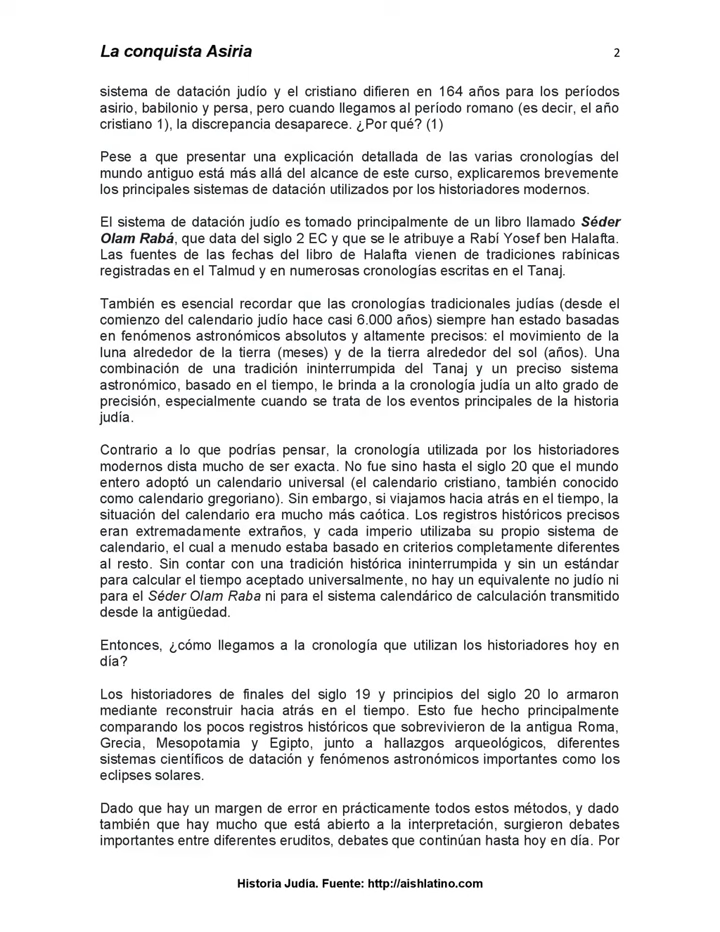 La conquista Asiria 2
sistema de datación judío y el cristiano difieren en 164 años para los períodos
asirio, babilonio y persa, pero cuando llegamos al período romano (es decir, el año
cristiano 1), la discrepancia desaparece. ¿Por qué? (1)
Pese a que presentar una explicación detallada de las varias cronologías del
mundo antiguo está más allá del alcance de este curso, explicaremos brevemente
los principales sistemas de datación utilizados por los historiadores modernos.
El sistema de datación judío es tomado principalmente de un libro llamado Séder
Olam Rabá, que data del siglo 2 EC y que se le atribuye a Rabí Yosef ben Halafta.
Las fuentes de las fechas del libro de Halafta vienen de tradiciones rabínicas
registradas en el Talmud y en numerosas cronologías escritas en el Tanaj.
También es esencial recordar que las cronologías tradicionales judías (desde el
comienzo del calendario judío hace casi 6.000 años) siempre han estado basadas
en fenómenos astronómicos absolutos y altamente precisos: el movimiento de la
luna alrededor de la tierra (meses) y de la tierra alrededor del sol (años). Una
combinación de una tradición ininterrumpida del Tanaj y un preciso sistema
astronómico, basado en el tiempo, le brinda a la cronología judía un alto grado de
precisión, especialmente cuando se trata de los eventos principales de la historia
judía.
Contrario a lo que podrías pensar, la cronología utilizada por los historiadores
modernos dista mucho de ser exacta. No fue sino hasta el siglo 20 que el mundo
entero adoptó un calendario universal (el calendario cristiano, también conocido
como calendario gregoriano). Sin embargo, si viajamos hacia atrás en el tiempo, la
situación del calendario era mucho más caótica. Los registros históricos precisos
eran extremadamente extraños, y cada imperio utilizaba su propio sistema de
calendario, el cual a menudo estaba basado en criterios completamente diferentes
al resto. Sin contar con una tradición histórica ininterrumpida y sin un estándar
para calcular el tiempo aceptado universalmente, no hay un equivalente no judío ni
para el Séder Olam Raba ni para el sistema calendárico de calculación transmitido
desde la antigüedad.
Entonces, ¿cómo llegamos a la cronología que utilizan los historiadores hoy en
día?
Los historiadores de finales del siglo 19 y principios del siglo 20 lo armaron
mediante reconstruir hacia atrás en el tiempo. Esto fue hecho principalmente
comparando los pocos registros históricos que sobrevivieron de la antigua Roma,
Grecia, Mesopotamia y Egipto, junto a hallazgos arqueológicos, diferentes
sistemas científicos de datación y fenómenos astronómicos importantes como los
eclipses solares.
Dado que hay un margen de error en prácticamente todos estos métodos, y dado
también que hay mucho que está abierto a la interpretación, surgieron debates
importantes entre diferentes eruditos, debates que continúan hasta hoy en día. Por
Historia Judía. Fuente: http://aishlatino.com